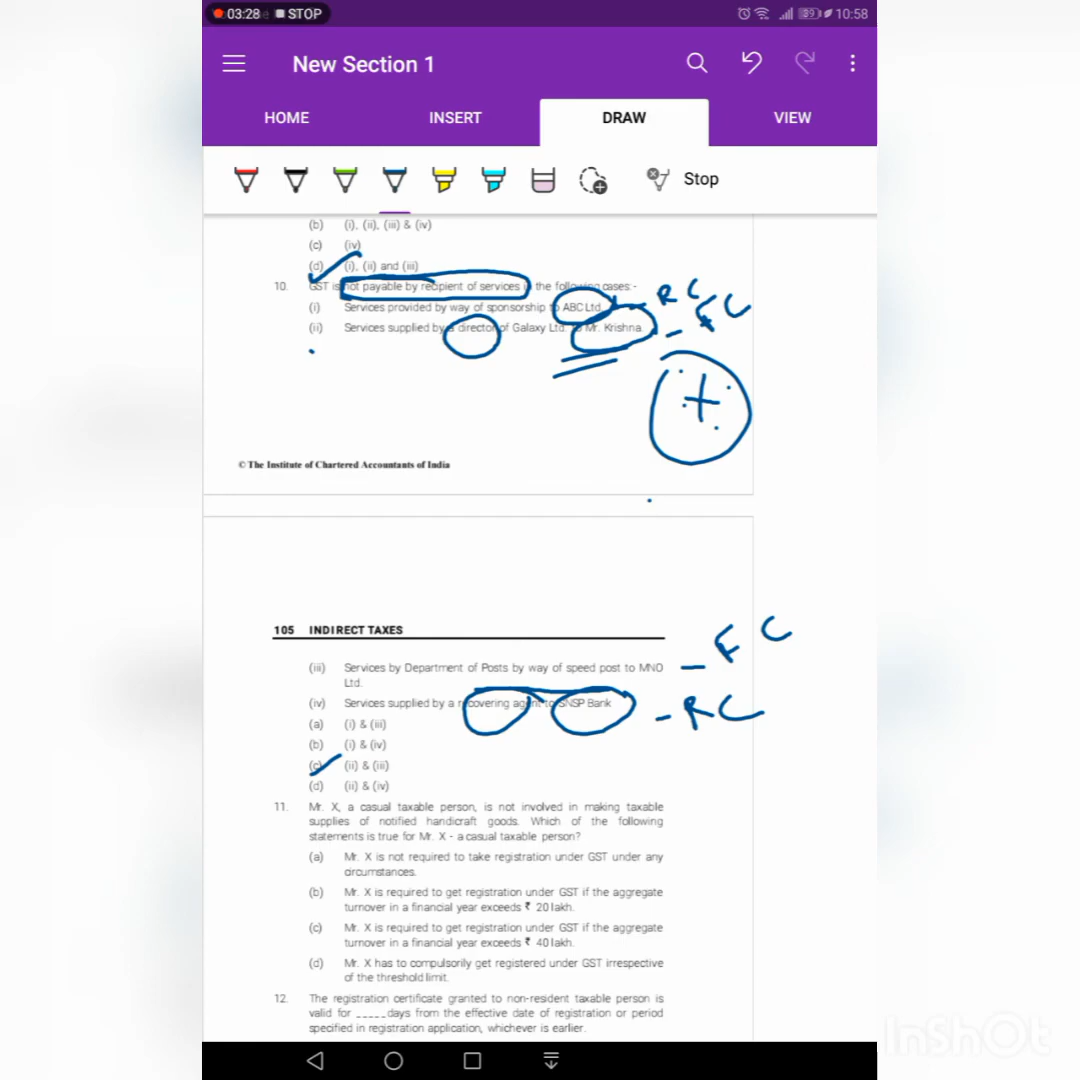 03:28 STOP 89 10:58
New Section 1
HOME INSERT DRAW VIEW
Stop
(b) (i), (ii), (iii) & (iv)
(c) (iv)
(d) (i), (ii) and (iii)
10. GST is not payable by recipient of services in the following cases:-
(i) Services provided by way of sponsorship to ABC Ltd. RC
(ii) Services supplied by a director of Galaxy Ltd. to Mr. Krishna. - FC
+
© The Institute of Chartered Accountants of India
105 INDIRECT TAXES
(iii) Services by Department of Posts by way of speed post to MNO - FC
Ltd.
(iv) Services supplied by a recovering agent to SNSP Bank - RC
(a) (i) & (iii)
(b) (i) & (iv)
(c) (ii) & (iii)
(d) (ii) & (iv)
11. Mr. X, a casual taxable person, is not involved in making taxable
supplies of notified handicraft goods. Which of the following
statements is true for Mr. X - a casual taxable person?
(a) Mr. X is not required to take registration under GST under any
circumstances.
(b) Mr. X is required to get registration under GST if the aggregate
turnover in a financial year exceeds ₹ 20 lakh.
(c) Mr. X is required to get registration under GST if the aggregate
turnover in a financial year exceeds ₹ 40 lakh.
(d) Mr. X has to compulsorily get registered under GST irrespective
of the threshold limit.
12. The registration certificate granted to non-resident taxable person is
valid for _____ days from the effective date of registration or period
specified in registration application, whichever is earlier.
InShOt